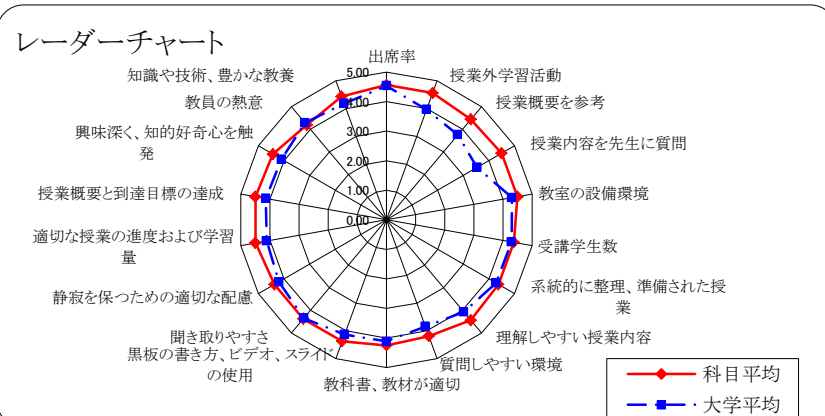 レーダーチャート
出席率
授業外学習活動
授業概要を参考
授業内容を先生に質問
教室の設備環境
受講学生数
系統的に整理、準備された授
業
理解しやすい授業内容
質問しやすい環境
教科書、教材が適切
黒板の書き方、ビデオ、スライド
の使用
聞き取りやすさ
静寂を保つための適切な配慮
適切な授業の進度および学習
量
授業概要と到達目標の達成
興味深く、知的好奇心を触
発
教員の熱意
知識や技術、豊かな教養
5.00
4.00
3.00
2.00
1.00
0.00
科目平均
大学平均